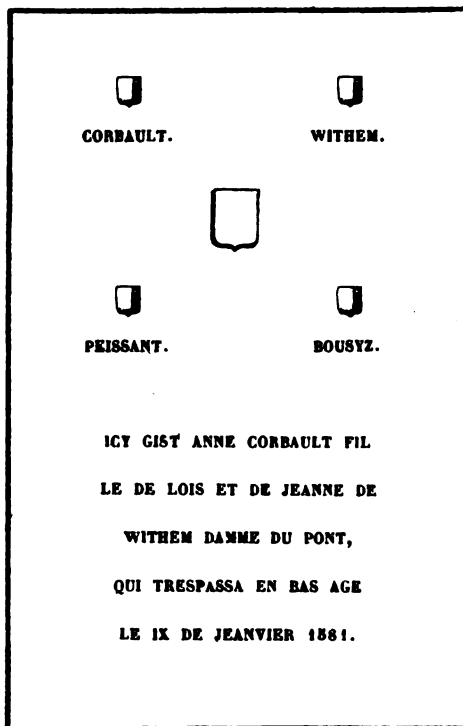 CORBAULT. WITHEM.
PEISSANT. BOUSYZ.
ICY GIST ANNE CORBAULT FIL
LE DE LOIS ET DE JEANNE DE
WITHEM DAMME DU PONT,
QUI TRESPASSA EN BAS AGE
LE IX DE JEANVIER 1581.